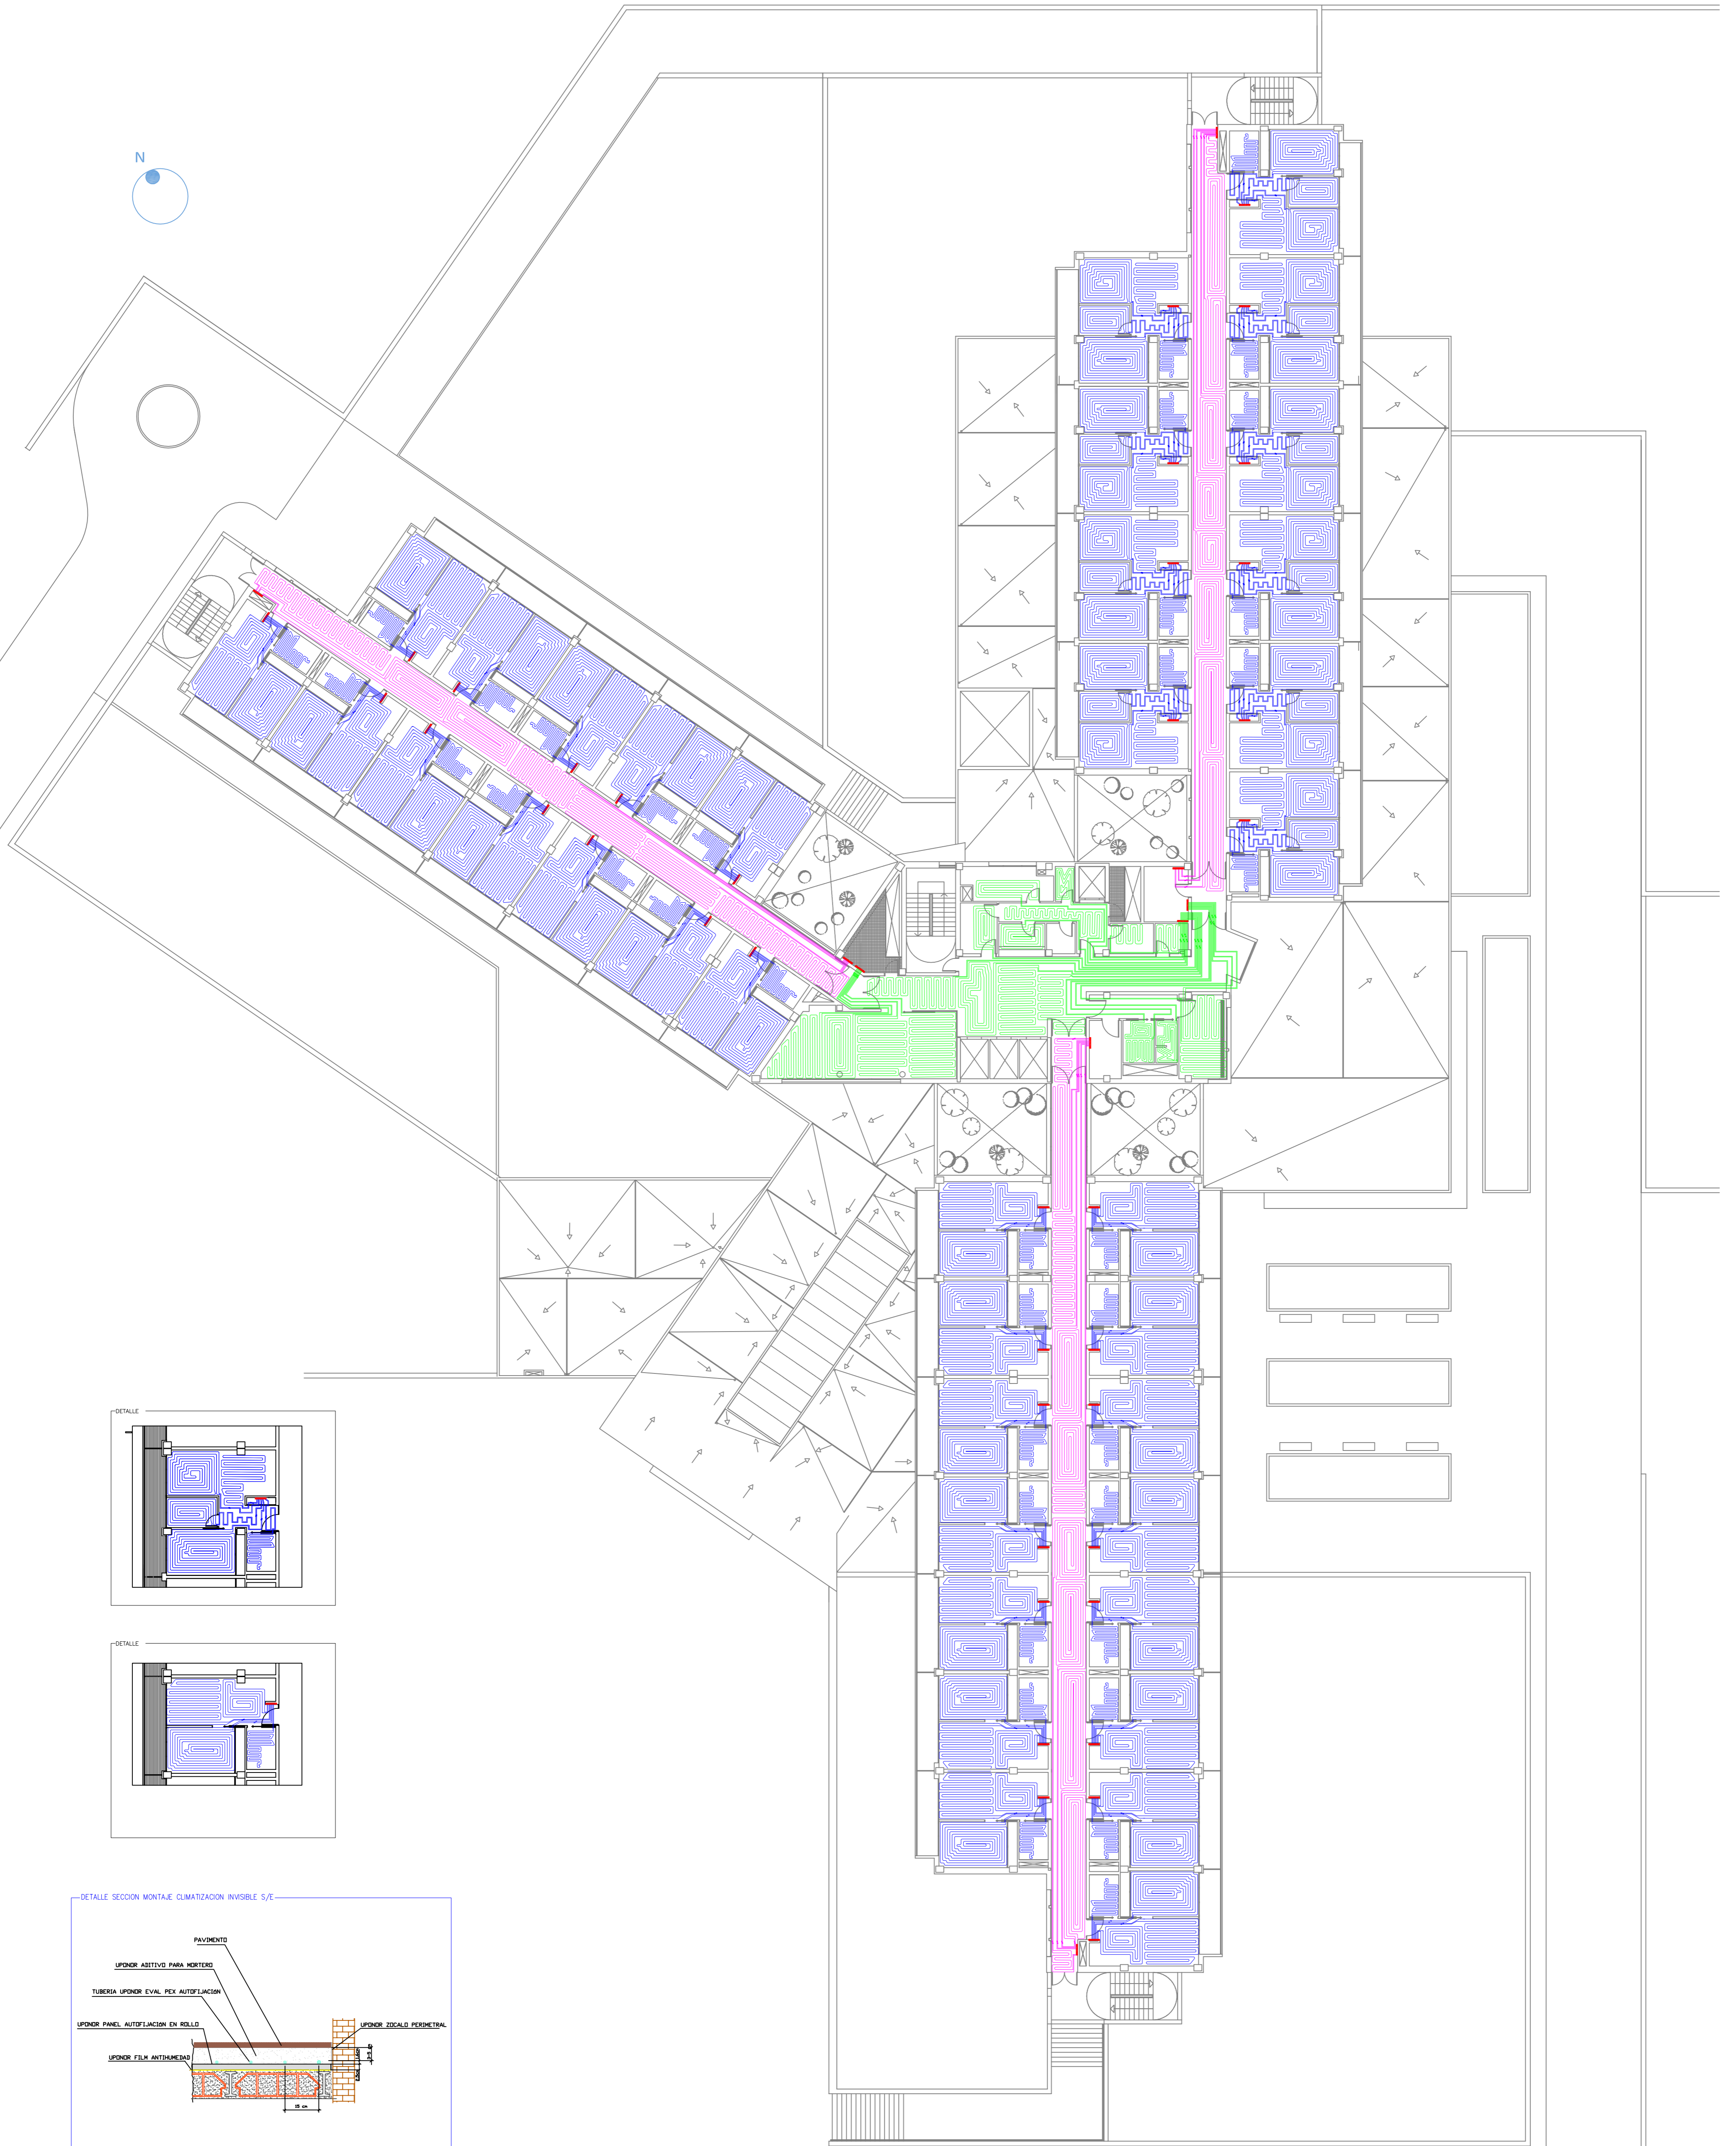 N
DETALLE
DETALLE
DETALLE SECCION MONTAJE CLIMATIZACION INVISIBLE S/E
PAVIMENTO
UPONOR ADITIVO PARA MORTERO
TUBERIA UPONOR EVAL PEX AUTOFIJACIóN
UPONOR PANEL AUTOFIJACIóN EN ROLLO
UPONOR ZOCALO PERIMETRAL
UPONOR FILM ANTIHUMEDAD
15 cm